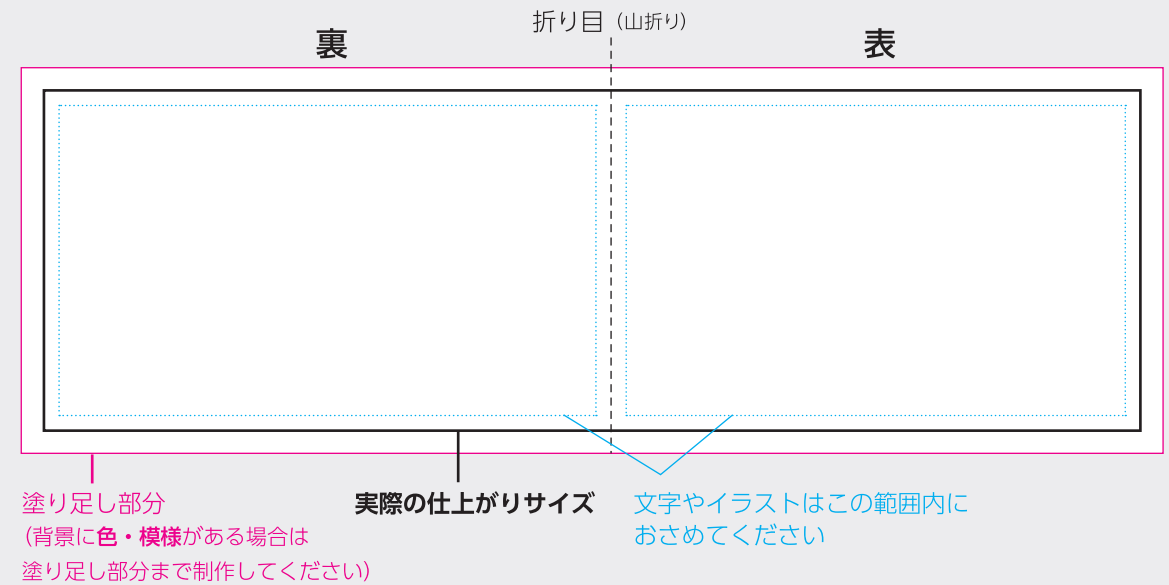 折り目（山折り）
裏
表
塗り足し部分
（背景に色・模様がある場合は
塗り足し部分まで制作してください）
実際の仕上がりサイズ
文字やイラストはこの範囲内に
おさめてください